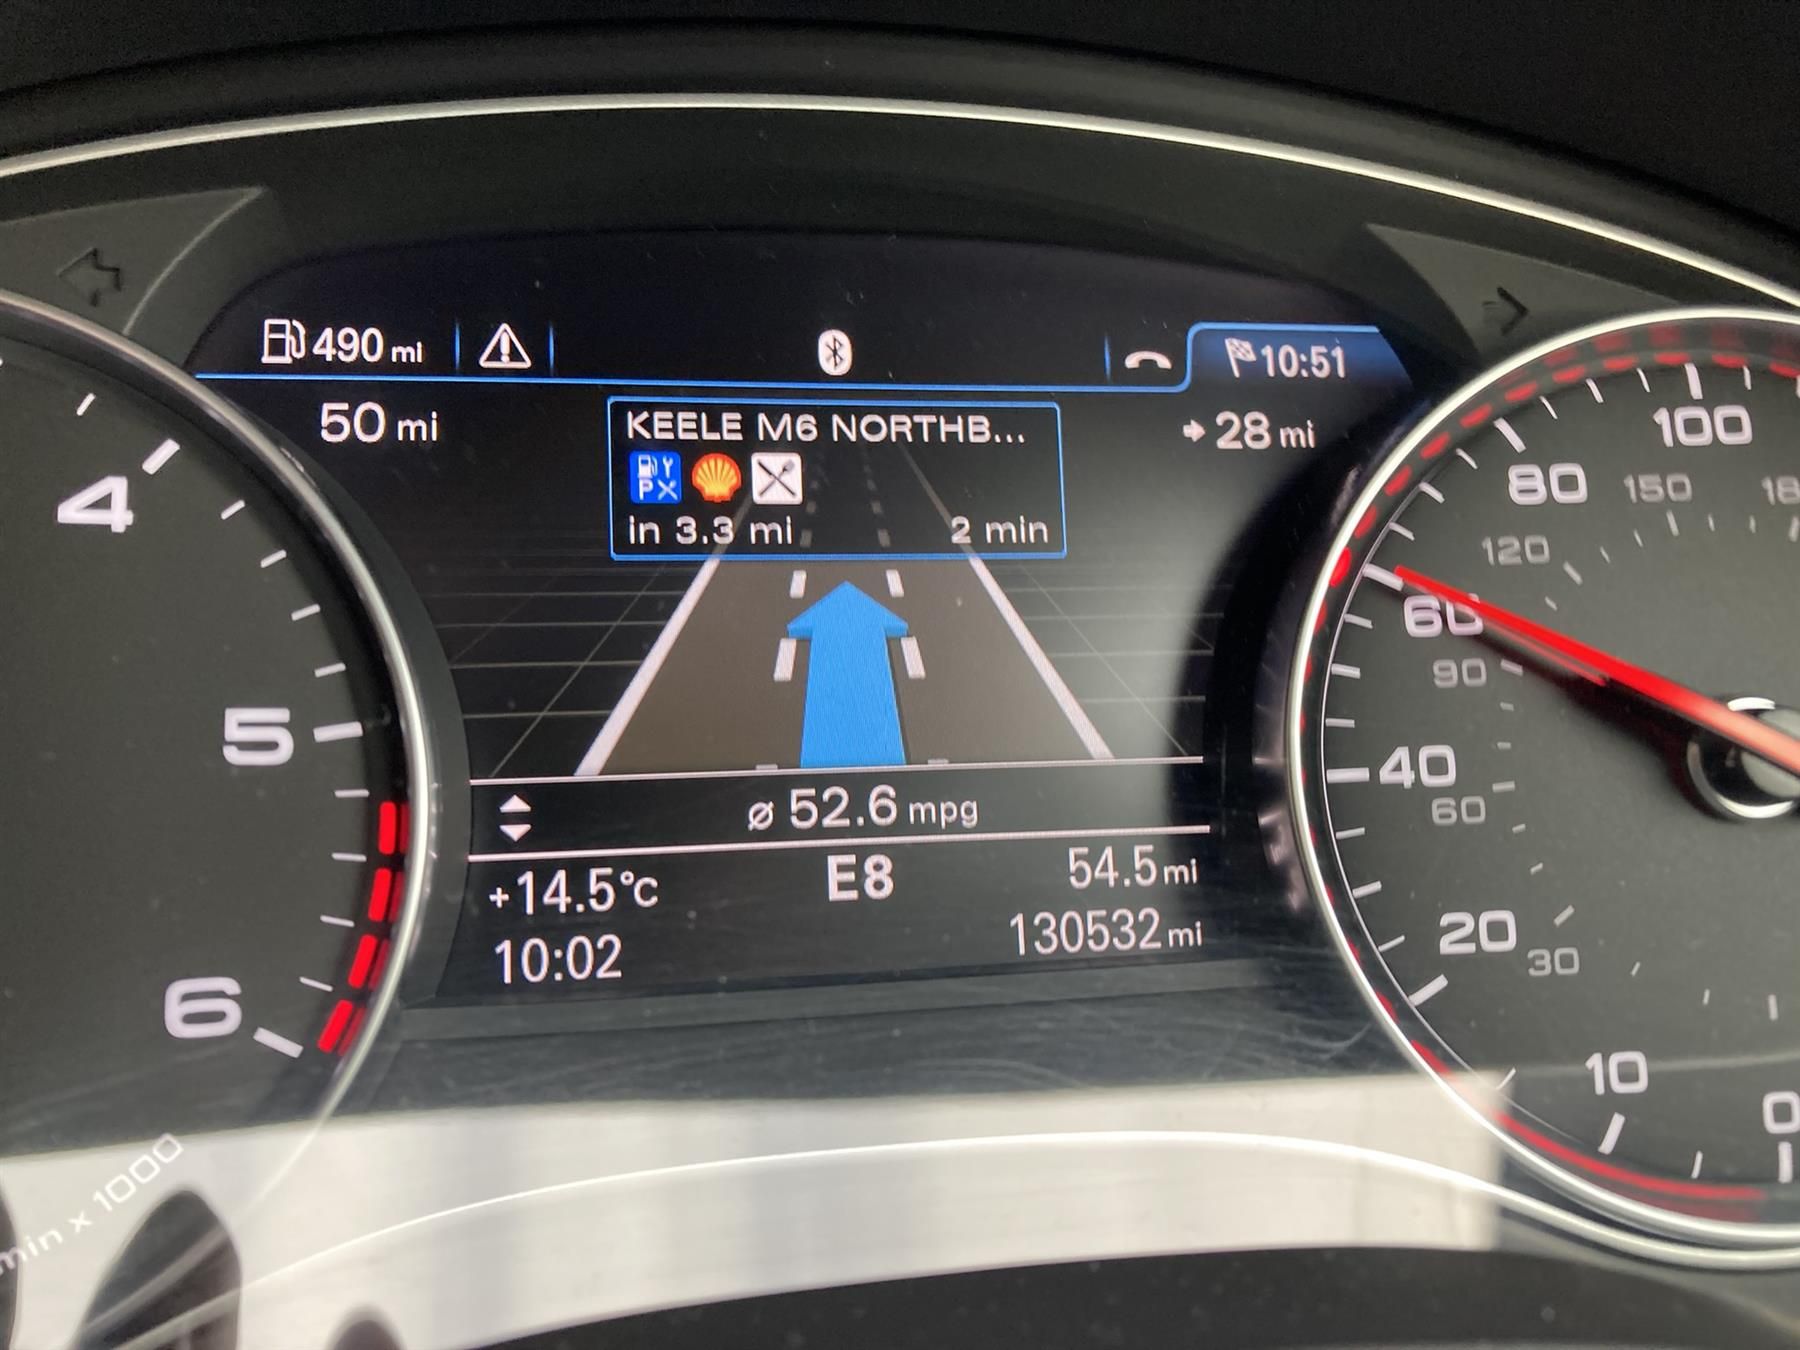 490 mi
10:51
50 mi
KEELE M6 NORTHB...
P
in 3.3 mi 2 min
→ 28 mi
ø 52.6 mpg
+14.5°C E8 54.5 mi
10:02 130532 mi
4
5
6
min x 1000
100
80
60
40
20
10
0
150
120
90
60
30